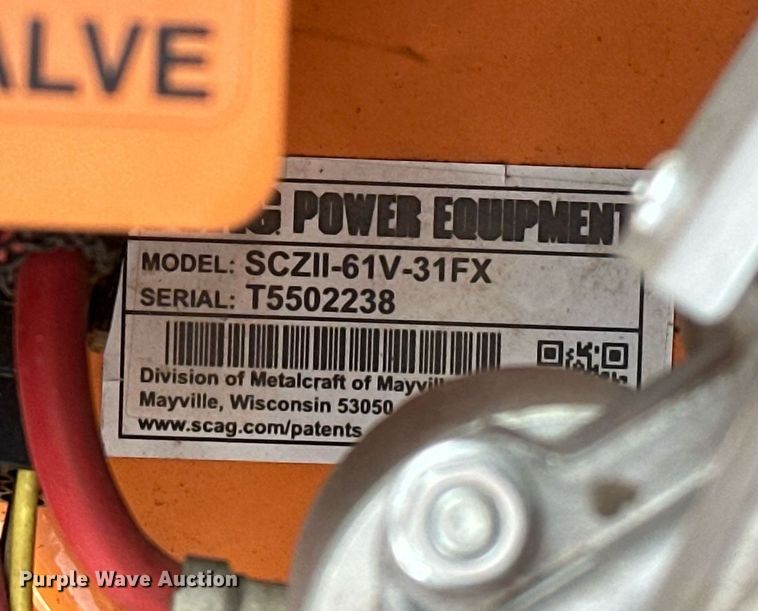 ALVE
SCAG POWER EQUIPMENT
MODEL: SCZII-61V-31FX
SERIAL: T5502238
Division of Metalcraft of Mayvill
Mayville, Wisconsin 53050
www.scag.com/patents
Purple Wave Auction